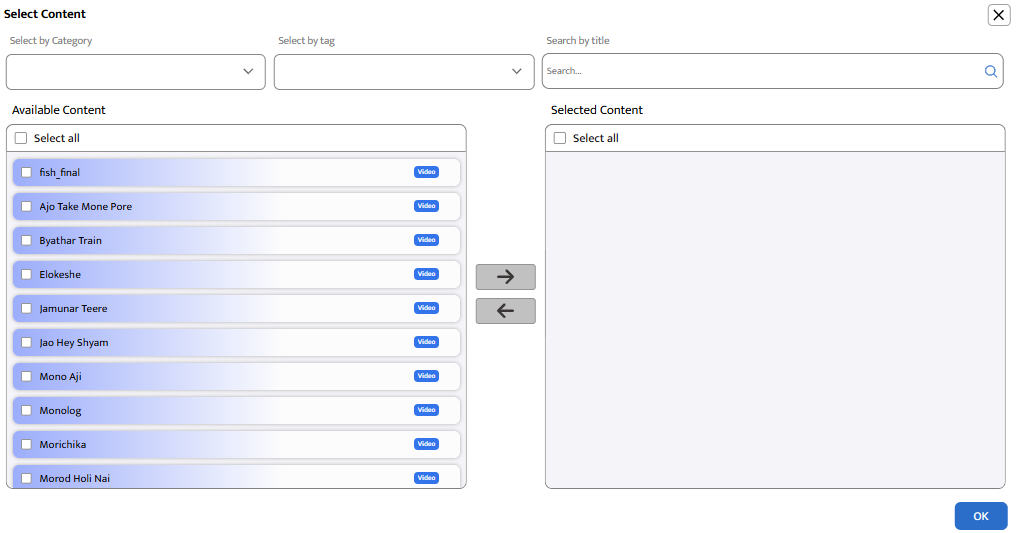 Select Content
Select by Category
Select by tag
Search by title
Search...
Available Content
Select all
fish_final Video
Ajo Take Mone Pore Video
Byathar Train Video
Elokeshe Video
Jamunar Teere Video
Jao Hey Shyam Video
Mono Aji Video
Monolog Video
Morichika Video
Morod Holi Nai Video
Selected Content
Select all
OK